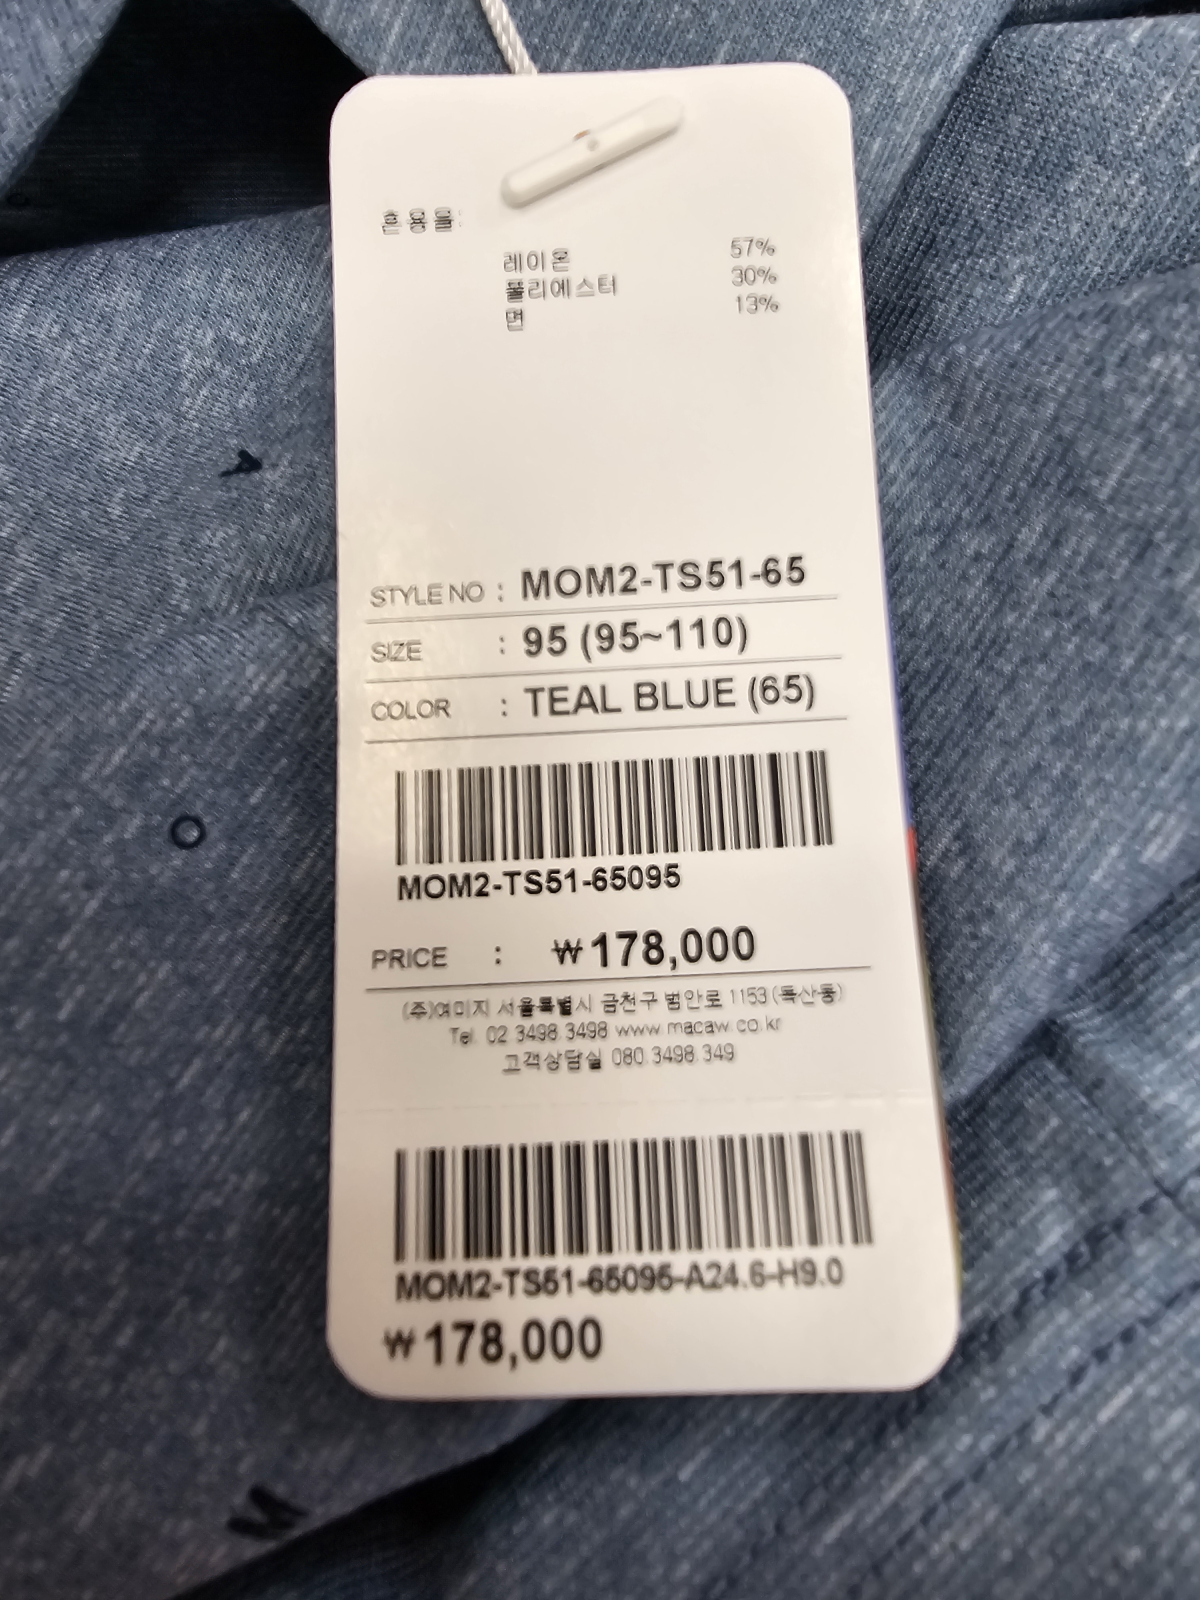 혼용율:
레이온 57%
폴리에스터 30%
면 13%
STYLE NO : MOM2-TS51-65
SIZE : 95 (95~110)
COLOR : TEAL BLUE (65)
MOM2-TS51-65095
PRICE : ₩178,000
(주)여미지 서울특별시 금천구 범안로 1153 (독산동)
Tel. 02.3498.3498 www.macaw.co.kr
고객상담실 080.3498.349
MOM2-TS51-65095-A24.6-H9.0
₩178,000
M